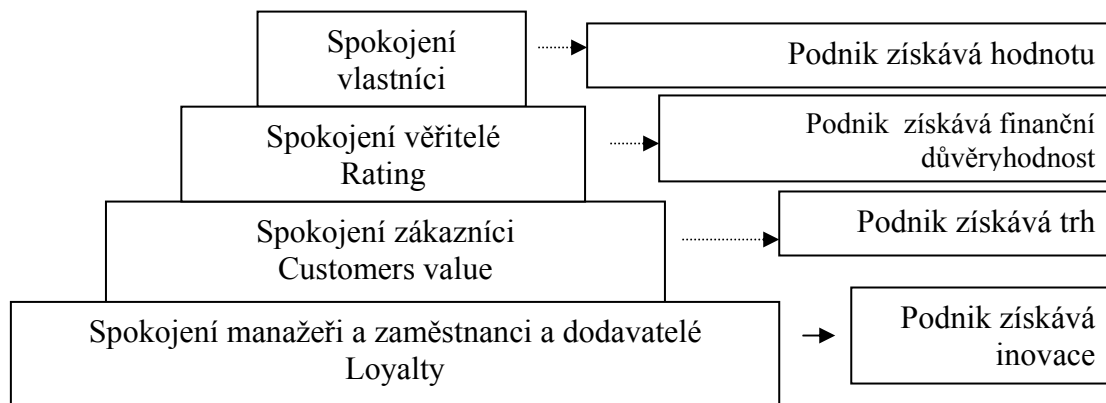 Spokojení
vlastníci
Podnik získává hodnotu
Spokojení věřitelé
Rating
Podnik získává finanční
důvěryhodnost
Spokojení zákazníci
Customers value
Podnik získává trh
Spokojení manažeři a zaměstnanci a dodavatelé
Loyalty
Podnik získává
inovace